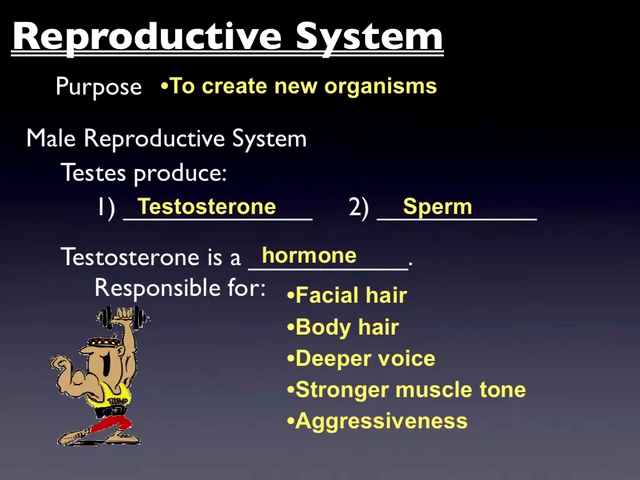 Reproductive System
Purpose •To create new organisms
Male Reproductive System
Testes produce:
1) Testosterone 2) Sperm
Testosterone is a hormone.
Responsible for:
•Facial hair
•Body hair
•Deeper voice
•Stronger muscle tone
•Aggressiveness